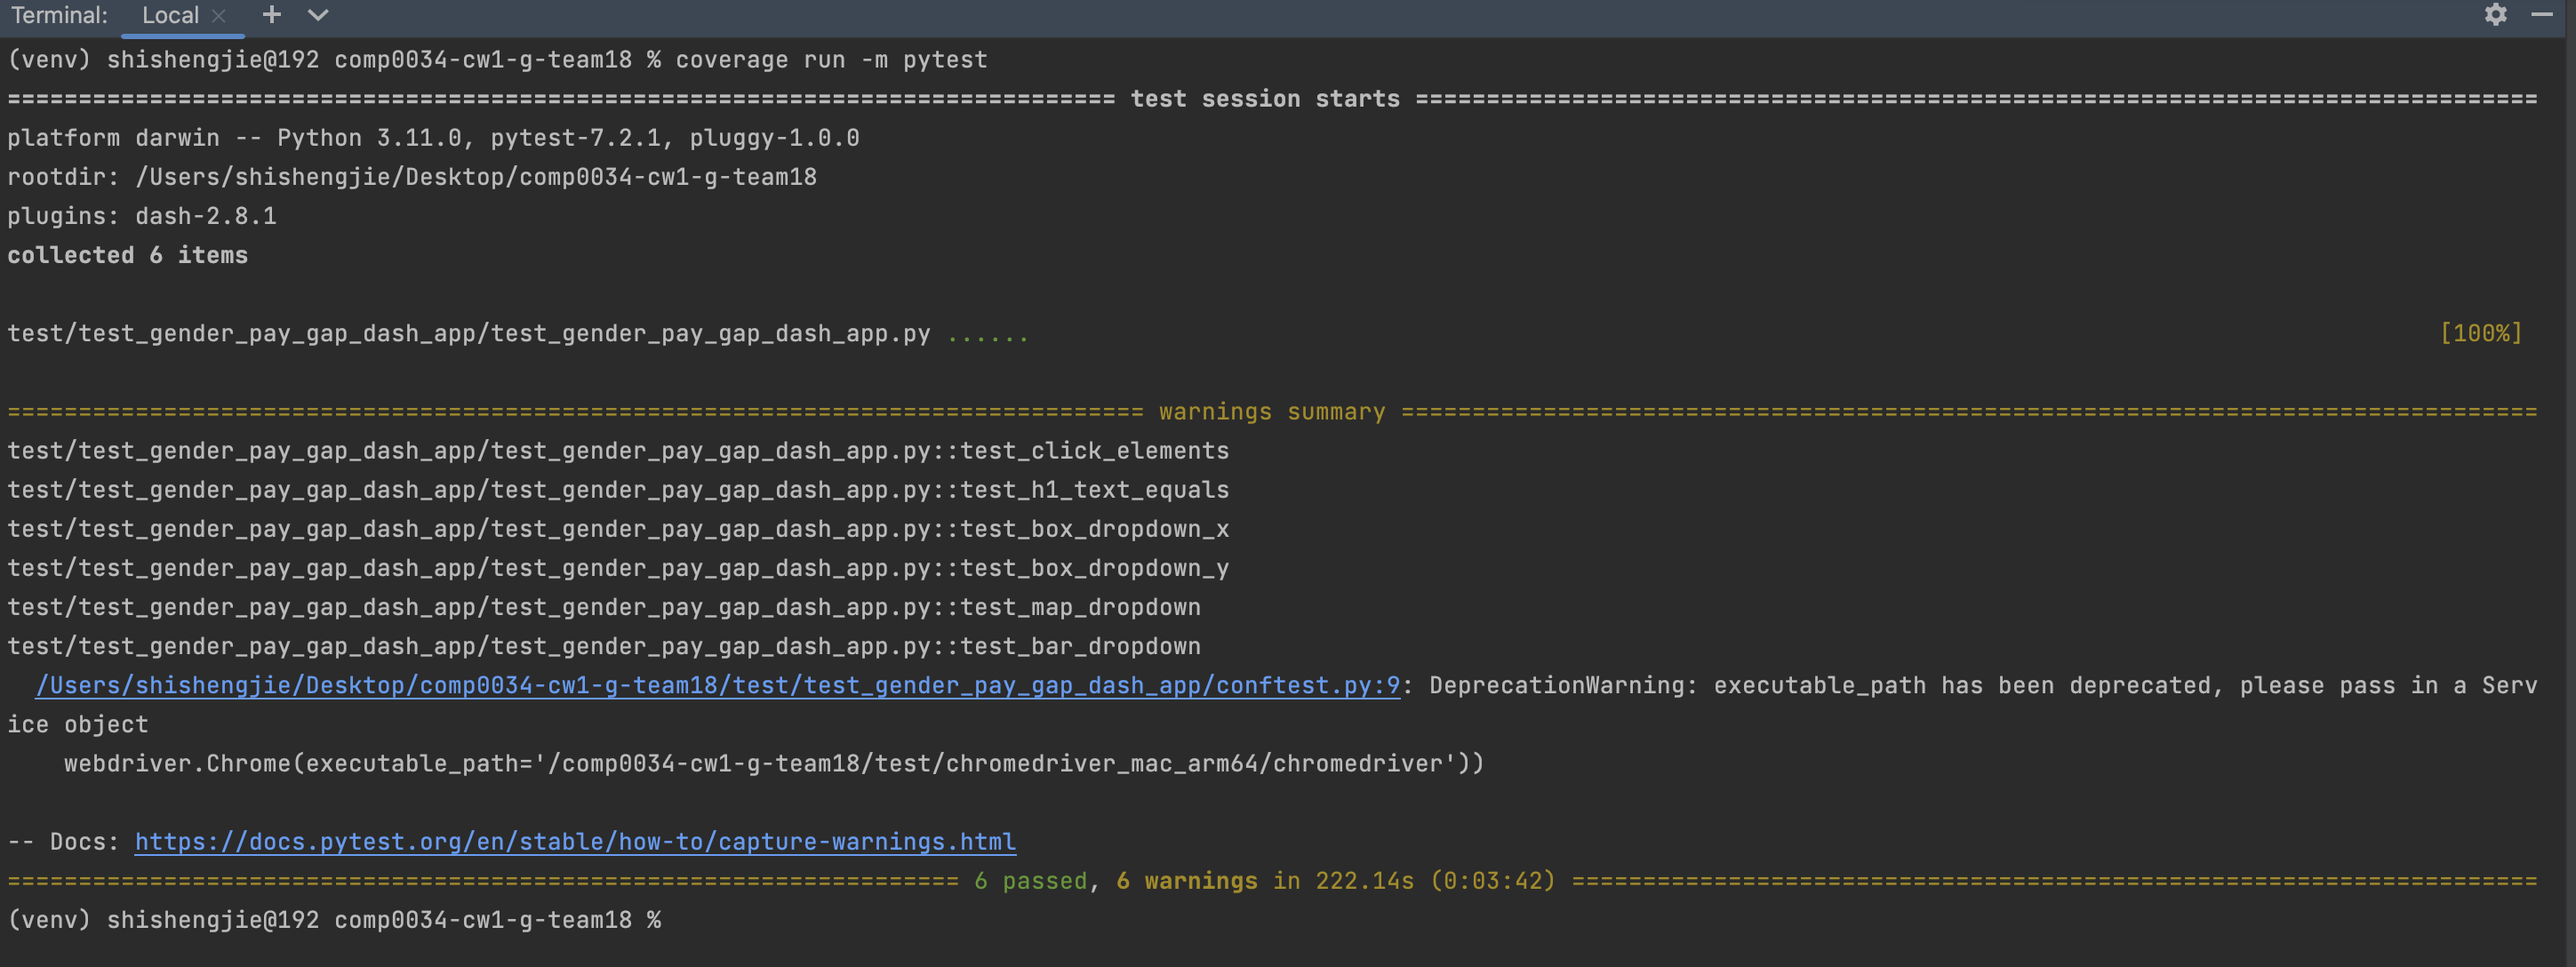 Terminal: Local × + 
(venv) shishengjie@192 comp0034-cw1-g-team18 % coverage run -m pytest
============================================================================== test session starts ===============================================================================
platform darwin -- Python 3.11.0, pytest-7.2.1, pluggy-1.0.0
rootdir: /Users/shishengjie/Desktop/comp0034-cw1-g-team18
plugins: dash-2.8.1
collected 6 items
test/test_gender_pay_gap_dash_app/test_gender_pay_gap_dash_app.py ...... [100%]
================================================================================ warnings summary ================================================================================
test/test_gender_pay_gap_dash_app/test_gender_pay_gap_dash_app.py::test_click_elements
test/test_gender_pay_gap_dash_app/test_gender_pay_gap_dash_app.py::test_h1_text_equals
test/test_gender_pay_gap_dash_app/test_gender_pay_gap_dash_app.py::test_box_dropdown_x
test/test_gender_pay_gap_dash_app/test_gender_pay_gap_dash_app.py::test_box_dropdown_y
test/test_gender_pay_gap_dash_app/test_gender_pay_gap_dash_app.py::test_map_dropdown
test/test_gender_pay_gap_dash_app/test_gender_pay_gap_dash_app.py::test_bar_dropdown
/Users/shishengjie/Desktop/comp0034-cw1-g-team18/test/test_gender_pay_gap_dash_app/conftest.py:9: DeprecationWarning: executable_path has been deprecated, please pass in a Serv
ice object
webdriver.Chrome(executable_path='/comp0034-cw1-g-team18/test/chromedriver_mac_arm64/chromedriver'))
-- Docs: https://docs.pytest.org/en/stable/how-to/capture-warnings.html
=================================================================== 6 passed, 6 warnings in 222.14s (0:03:42) ====================================================================
(venv) shishengjie@192 comp0034-cw1-g-team18 %